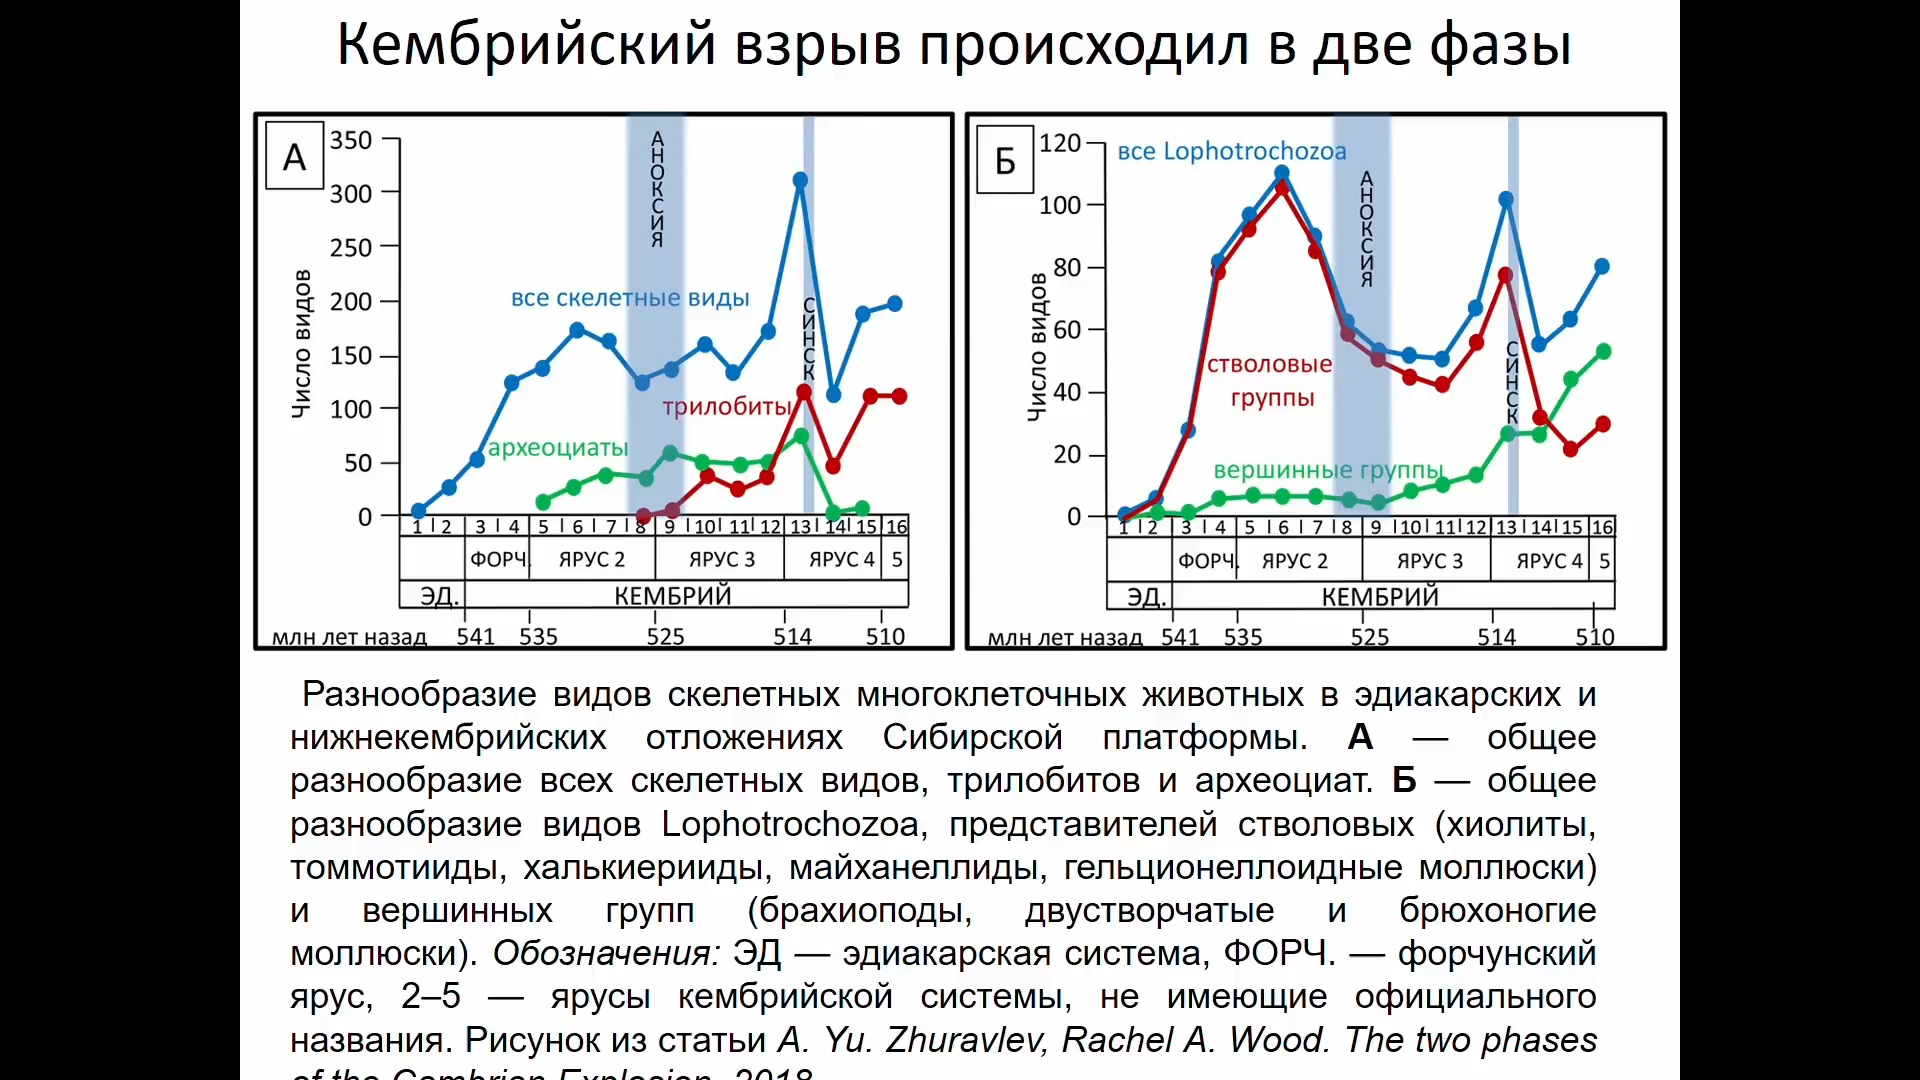 Кембрийский взрыв происходил в две фазы
А
Число видов
350
300
250
200
150
100
50
0
АНОКСИЯ
все скелетные виды
СИНСК
трилобиты
археоциаты
1 2 3 4 5 6 7 8 9 10 11 12 13 14 15 16
ФОРЧ. ЯРУС 2 ЯРУС 3 ЯРУС 4 5
ЭД. КЕМБРИЙ
млн лет назад 541 535 525 514 510
Б
Число видов
120
100
80
60
40
20
0
все Lophotrochozoa
АНОКСИЯ
стволовые
группы
СИНСК
вершинные группы
1 2 3 4 5 6 7 8 9 10 11 12 13 14 15 16
ФОРЧ. ЯРУС 2 ЯРУС 3 ЯРУС 4 5
ЭД. КЕМБРИЙ
млн лет назад 541 535 525 514 510
Разнообразие видов скелетных многоклеточных животных в эдиакарских и
нижнекембрийских отложениях Сибирской платформы. А — общее
разнообразие всех скелетных видов, трилобитов и археоциат. Б — общее
разнообразие видов Lophotrochozoa, представителей стволовых (хиолиты,
томмотииды, халькиерииды, майханеллиды, гельционеллоидные моллюски)
и вершинных групп (брахиоподы, двустворчатые и брюхоногие
моллюски). Обозначения: ЭД — эдиакарская система, ФОРЧ. — форчунский
ярус, 2–5 — ярусы кембрийской системы, не имеющие официального
названия. Рисунок из статьи A. Yu. Zhuravlev, Rachel A. Wood. The two phases
of the Cambrian Explosion, 2018